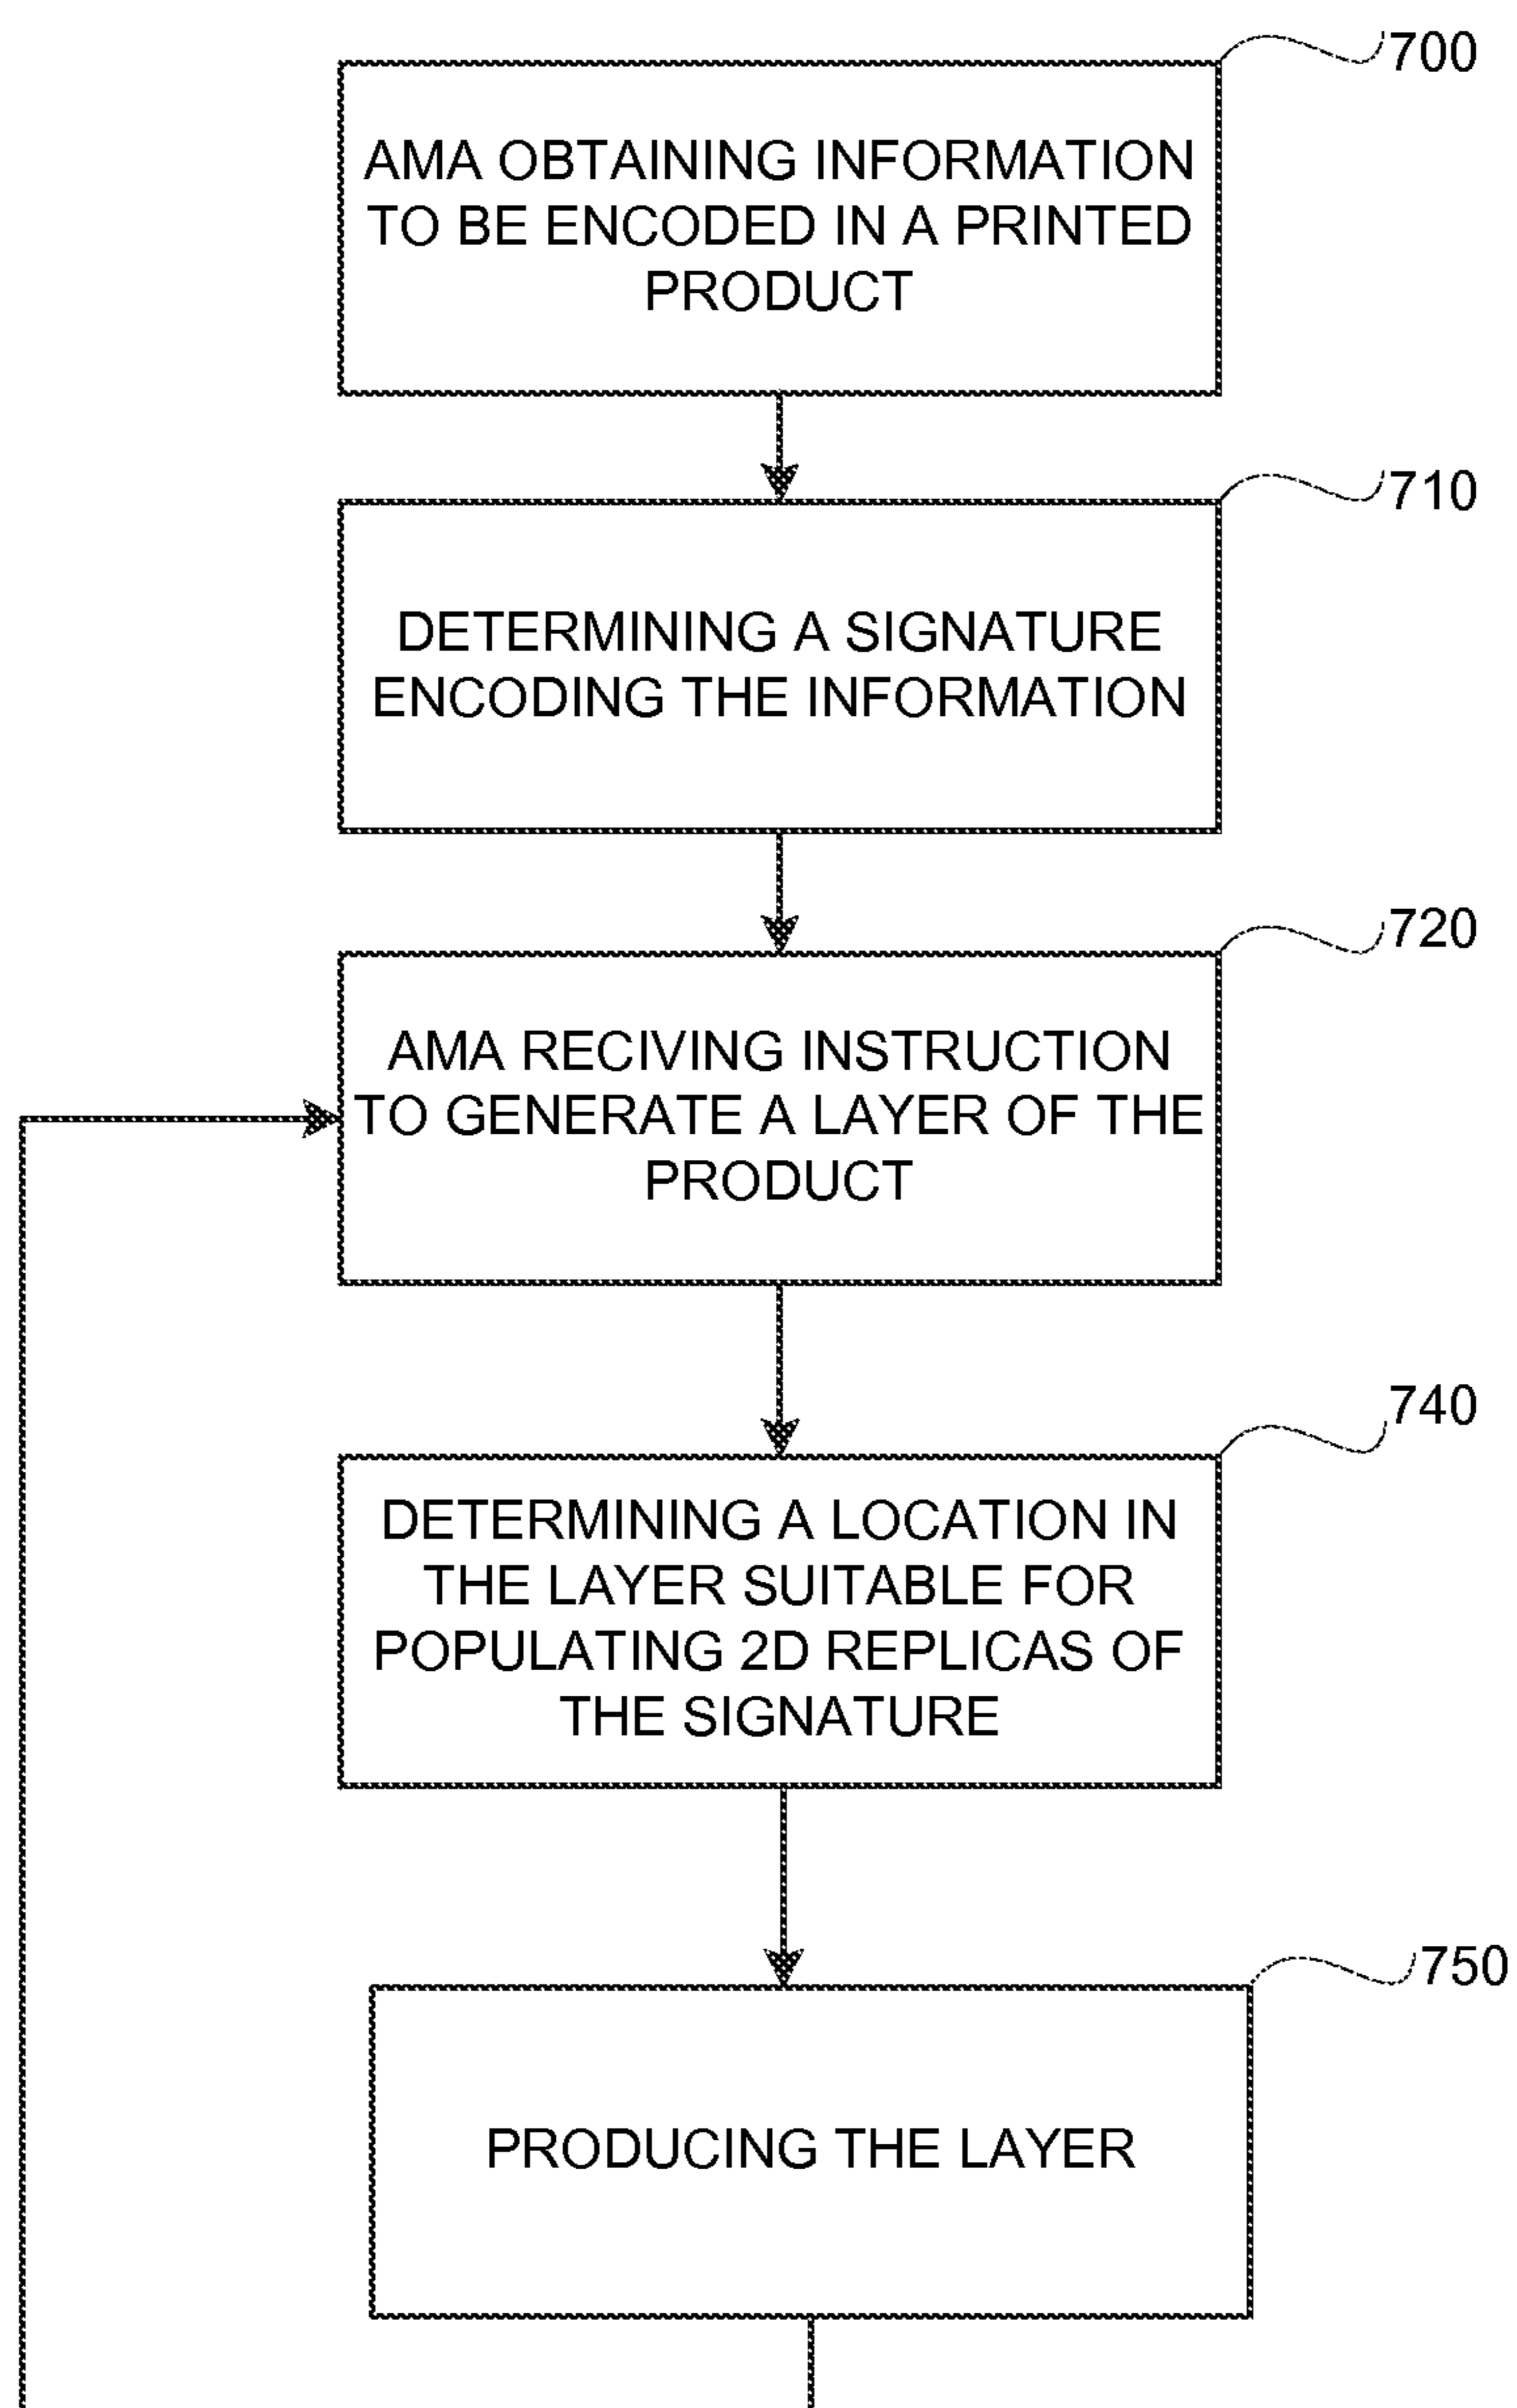 700
AMA OBTAINING INFORMATION
TO BE ENCODED IN A PRINTED
PRODUCT
710
DETERMINING A SIGNATURE
ENCODING THE INFORMATION
720
AMA RECIVING INSTRUCTION
TO GENERATE A LAYER OF THE
PRODUCT
740
DETERMINING A LOCATION IN
THE LAYER SUITABLE FOR
POPULATING 2D REPLICAS OF
THE SIGNATURE
750
PRODUCING THE LAYER